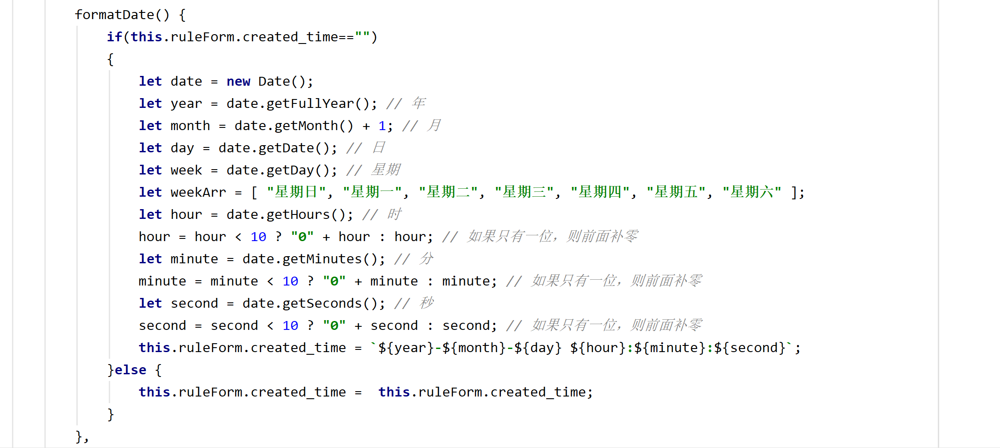 formatDate() {
if(this.ruleForm.created_time=="")
{
let date = new Date();
let year = date.getFullYear(); // 年
let month = date.getMonth() + 1; // 月
let day = date.getDate(); // 日
let week = date.getDay(); // 星期
let weekArr = [ "星期日", "星期一", "星期二", "星期三", "星期四", "星期五", "星期六" ];
let hour = date.getHours(); // 时
hour = hour < 10 ? "0" + hour : hour; // 如果只有一位，则前面补零
let minute = date.getMinutes(); // 分
minute = minute < 10 ? "0" + minute : minute; // 如果只有一位，则前面补零
let second = date.getSeconds(); // 秒
second = second < 10 ? "0" + second : second; // 如果只有一位，则前面补零
this.ruleForm.created_time = `${year}-${month}-${day} ${hour}:${minute}:${second}`;
}else {
this.ruleForm.created_time =  this.ruleForm.created_time;
}
},